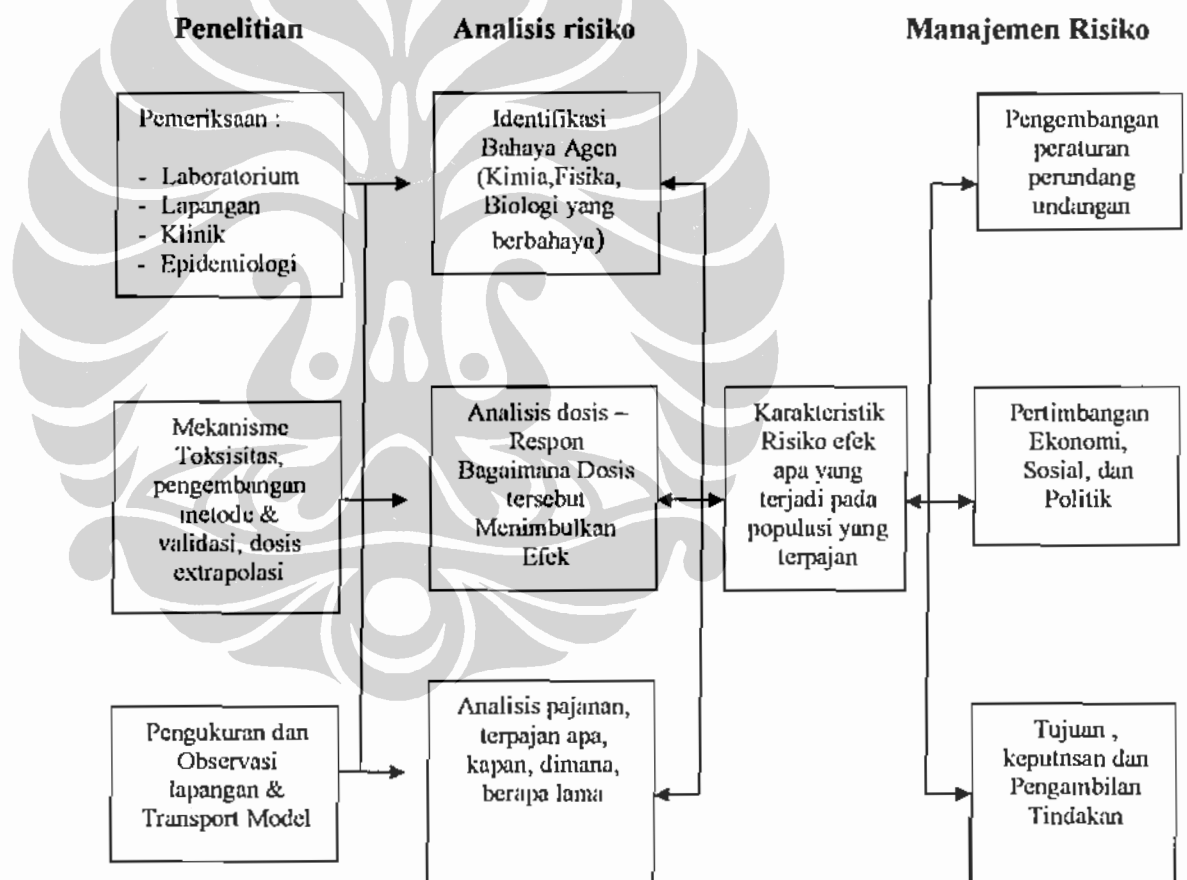 Penelitian
Analisis risiko
Manajemen Risiko
Pemeriksaan :
- Laboratorium
- Lapangan
- Klinik
- Epidemiologi
Identifikasi
Bahaya Agen
(Kimia,Fisika,
Biologi yang
berbahaya)
Pengembangan
peraturan
perundang
undangan
Mekanisme
Toksisitas,
pengembangan
metode &
validasi, dosis
extrapolasi
Analisis dosis –
Respon
Bagaimana Dosis
tersebut
Menimbulkan
Efek
Karakteristik
Risiko efek
apa yang
terjadi pada
populasi yang
terpajan
Pertimbangan
Ekonomi,
Sosial, dan
Politik
Pengukuran dan
Observasi
lapangan &
Transport Model
Analisis pajanan,
terpajan apa,
kapan, dimana,
berapa lama
Tujuan ,
keputusan dan
Pengambilan
Tindakan